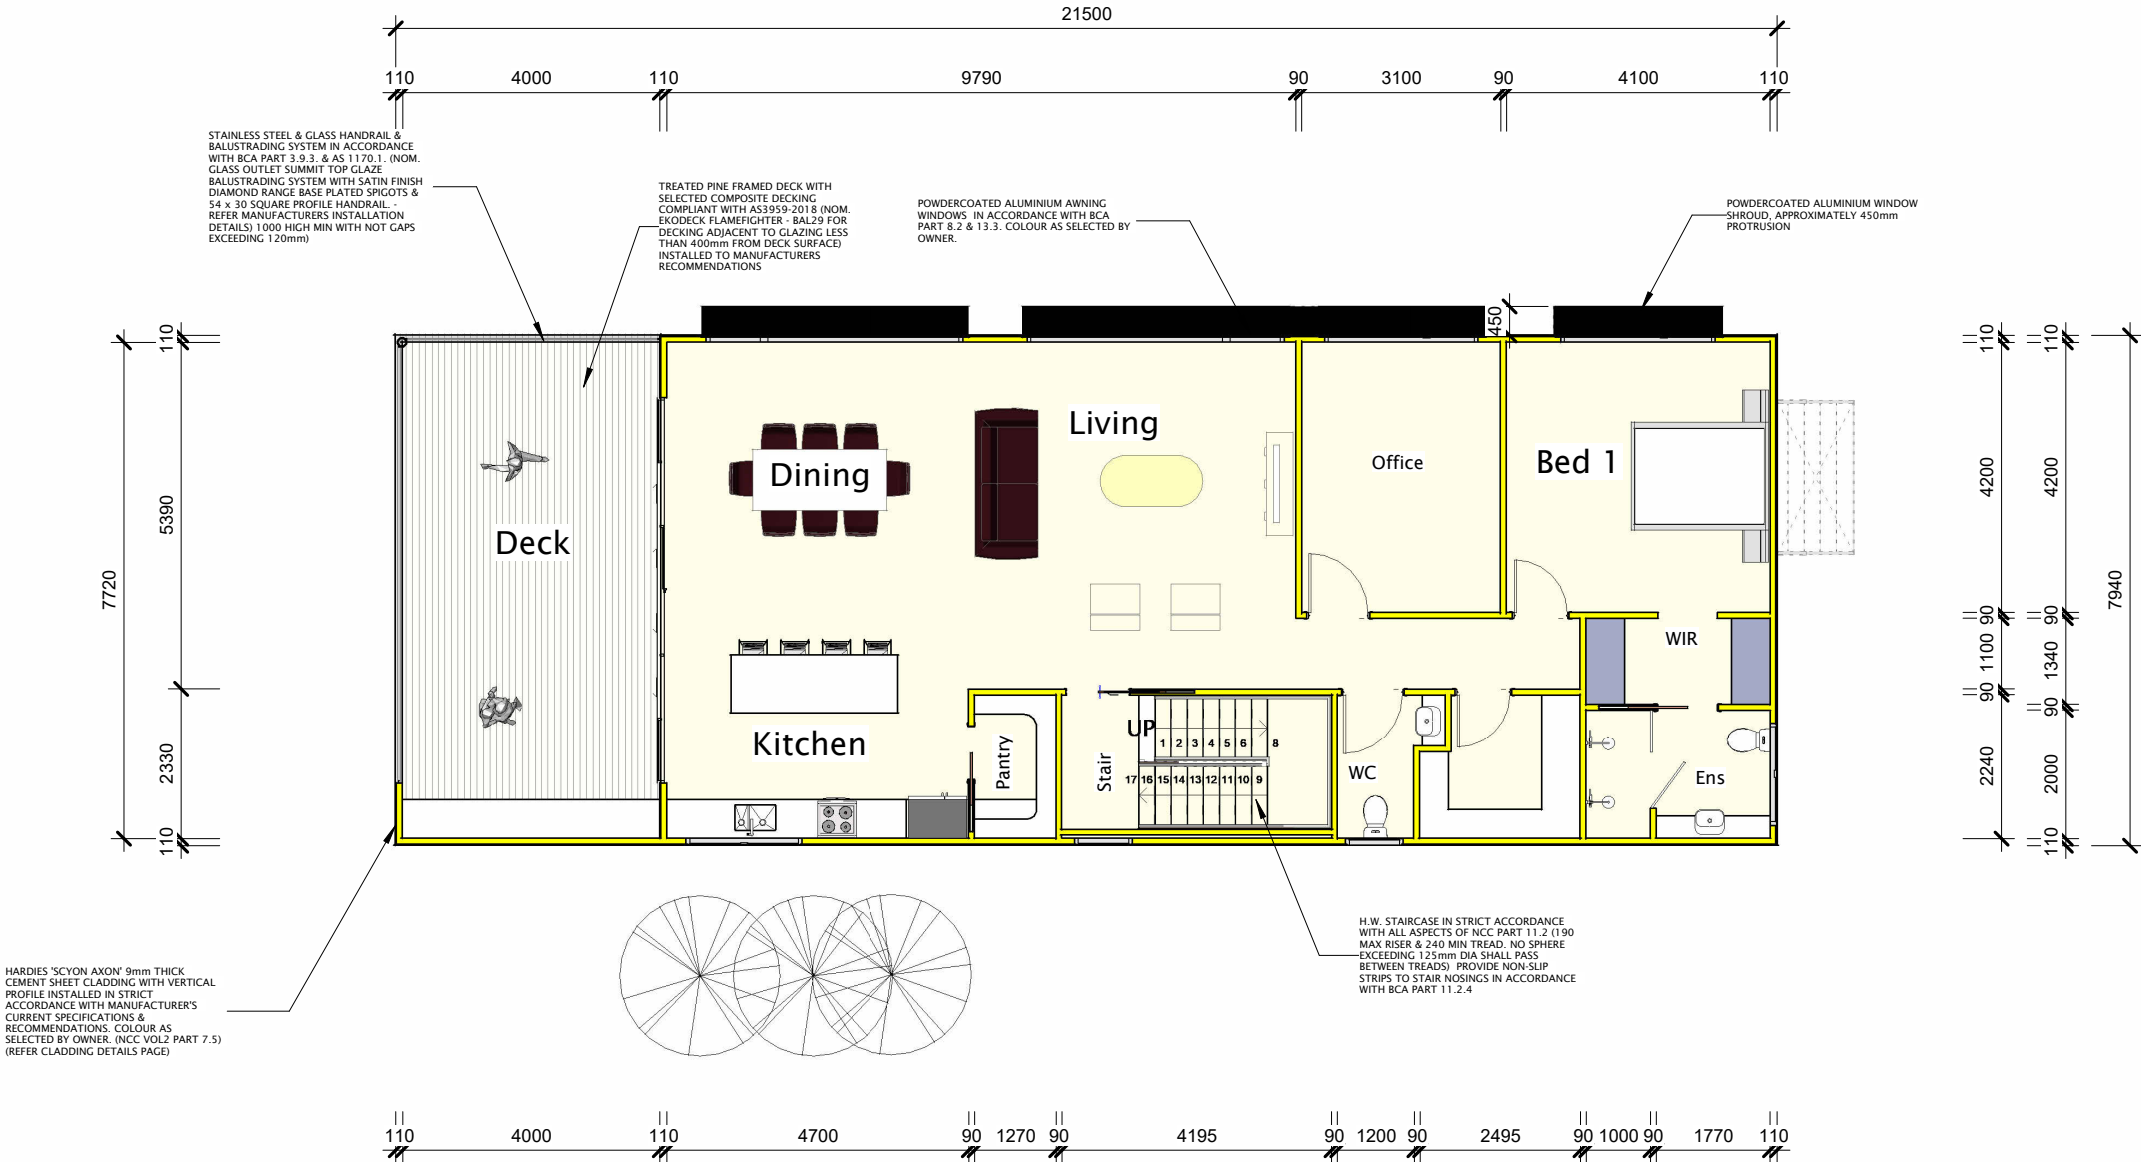 21500
110 4000 110 9790 90 3100 90 4100 110
STAINLESS STEEL & GLASS HANDRAIL &
BALUSTRADING SYSTEM IN ACCORDANCE
WITH BCA PART 3.9.3. & AS 1170.1. (NOM.
GLASS OUTLET SUMMIT TOP GLAZE
BALUSTRADING SYSTEM WITH SATIN FINISH
DIAMOND RANGE BASE PLATED SPIGOTS &
54 x 30 SQUARE PROFILE HANDRAIL. -
REFER MANUFACTURERS INSTALLATION
DETAILS) 1000 HIGH MIN WITH NOT GAPS
EXCEEDING 120mm)
TREATED PINE FRAMED DECK WITH
SELECTED COMPOSITE DECKING
COMPLIANT WITH AS3959-2018 (NOM.
EKODECK FLAMEFIGHTER - BAL29 FOR
DECKING ADJACENT TO GLAZING LESS
THAN 400mm FROM DECK SURFACE)
INSTALLED TO MANUFACTURERS
RECOMMENDATIONS
POWDERCOATED ALUMINIUM AWNING
WINDOWS IN ACCORDANCE WITH BCA
PART 8.2 & 13.3. COLOUR AS SELECTED BY
OWNER.
POWDERCOATED ALUMINIUM WINDOW
SHROUD, APPROXIMATELY 450mm
PROTRUSION
450
7720
110
5390
2330
110
Deck
Dining
Living
Office
Bed 1
Kitchen
Pantry
Stair
UP
1 2 3 4 5 6 8
17 16 15 14 13 12 11 10 9
WC
WIR
Ens
110
4200
90
1100
90
2240
110
4200
90
1340
90
2000
110
7940
H.W. STAIRCASE IN STRICT ACCORDANCE
WITH ALL ASPECTS OF NCC PART 11.2 (190
MAX RISER & 240 MIN TREAD. NO SPHERE
EXCEEDING 125mm DIA SHALL PASS
BETWEEN TREADS) PROVIDE NON-SLIP
STRIPS TO STAIR NOSINGS IN ACCORDANCE
WITH BCA PART 11.2.4
HARDIES 'SCYON AXON' 9mm THICK
CEMENT SHEET CLADDING WITH VERTICAL
PROFILE INSTALLED IN STRICT
ACCORDANCE WITH MANUFACTURER'S
CURRENT SPECIFICATIONS &
RECOMMENDATIONS. COLOUR AS
SELECTED BY OWNER. (NCC VOL2 PART 7.5)
(REFER CLADDING DETAILS PAGE)
110 4000 110 4700 90 1270 90 4195 90 1200 90 2495 90 1000 90 1770 110